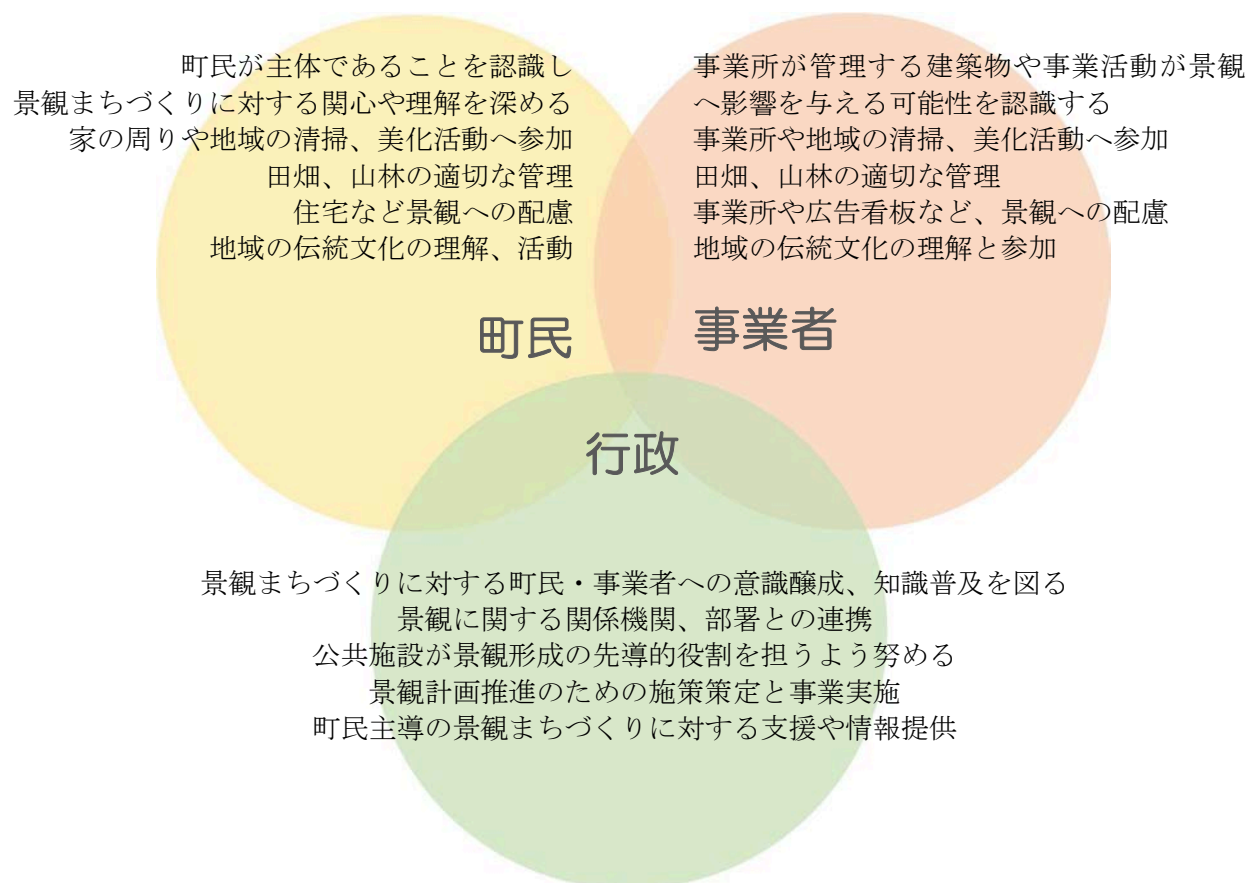 町民が主体であることを認識し
景観まちづくりに対する関心や理解を深める
家の周りや地域の清掃、美化活動へ参加
田畑、山林の適切な管理
住宅など景観への配慮
地域の伝統文化の理解、活動
町民
事業所が管理する建築物や事業活動が景観
へ影響を与える可能性を認識する
事業所や地域の清掃、美化活動へ参加
田畑、山林の適切な管理
事業所や広告看板など、景観への配慮
地域の伝統文化の理解と参加
事業者
行政
景観まちづくりに対する町民・事業者への意識醸成、知識普及を図る
景観に関する関係機関、部署との連携
公共施設が景観形成の先導的役割を担うよう努める
景観計画推進のための施策策定と事業実施
町民主導の景観まちづくりに対する支援や情報提供